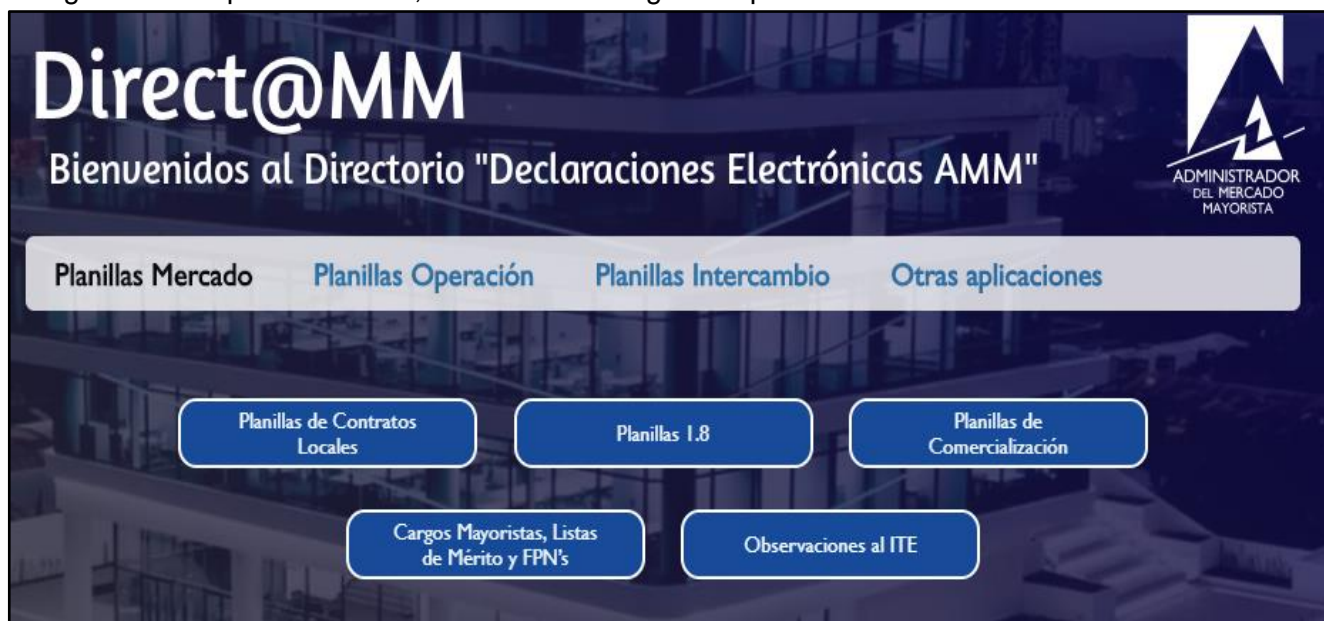 Direct@MM
Bienvenidos al Directorio "Declaraciones Electrónicas AMM"
ADMINISTRADOR
DEL MERCADO
MAYORISTA
Planillas Mercado Planillas Operación Planillas Intercambio Otras aplicaciones
Planillas de Contratos
Locales
Planillas 1.8
Planillas de
Comercialización
Cargos Mayoristas, Listas
de Mérito y FPN's
Observaciones al ITE